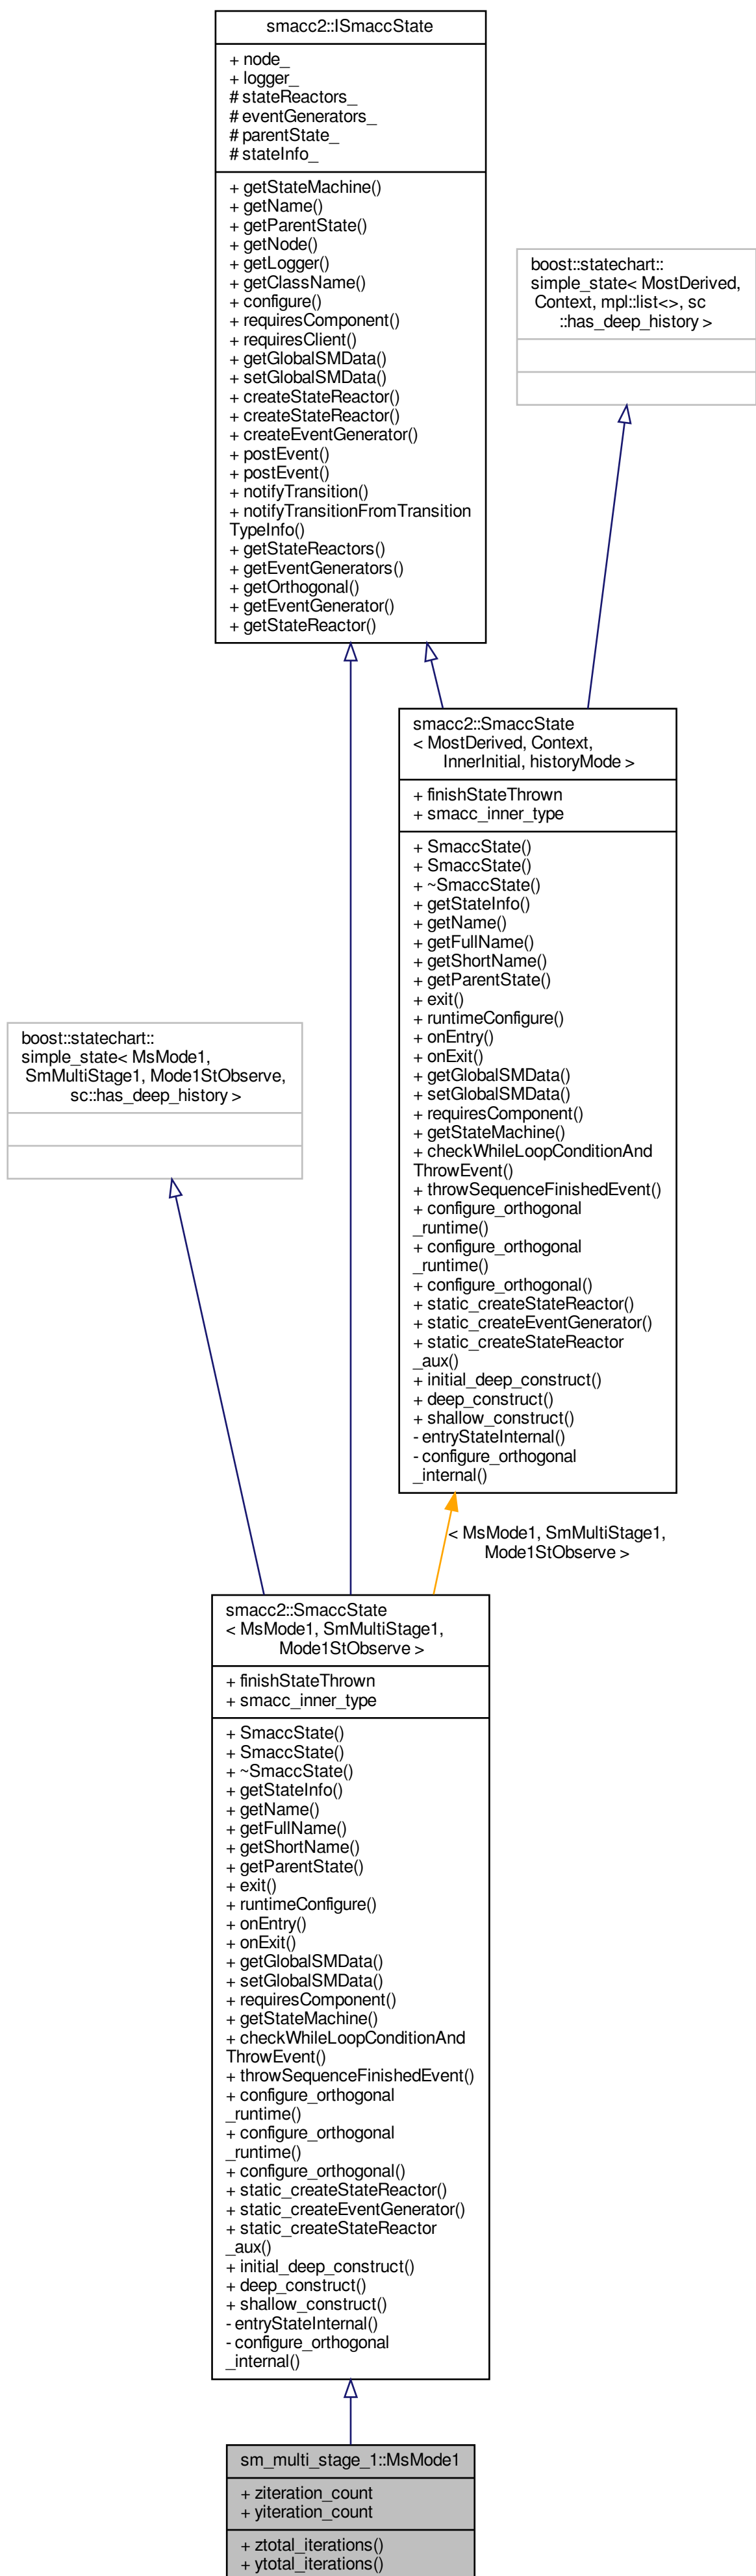 smacc2::ISmaccState
+ node_
+ logger_
# stateReactors_
# eventGenerators_
# parentState_
# stateInfo_
+ getStateMachine()
+ getName()
+ getParentState()
+ getNode()
+ getLogger()
+ getClassName()
+ configure()
+ requiresComponent()
+ requiresClient()
+ getGlobalSMData()
+ setGlobalSMData()
+ createStateReactor()
+ createStateReactor()
+ createEventGenerator()
+ postEvent()
+ postEvent()
+ notifyTransition()
+ notifyTransitionFromTransition
TypeInfo()
+ getStateReactors()
+ getEventGenerators()
+ getOrthogonal()
+ getEventGenerator()
+ getStateReactor()
boost::statechart::
simple_state< MostDerived,
Context, mpl::list<>, sc
::has_deep_history >
smacc2::SmaccState
< MostDerived, Context,
InnerInitial, historyMode >
+ finishStateThrown
+ smacc_inner_type
+ SmaccState()
+ SmaccState()
+ ~SmaccState()
+ getStateInfo()
+ getName()
+ getFullName()
+ getShortName()
+ getParentState()
+ exit()
+ runtimeConfigure()
+ onEntry()
+ onExit()
+ getGlobalSMData()
+ setGlobalSMData()
+ requiresComponent()
+ getStateMachine()
+ checkWhileLoopConditionAnd
ThrowEvent()
+ throwSequenceFinishedEvent()
+ configure_orthogonal
_runtime()
+ configure_orthogonal
_runtime()
+ configure_orthogonal()
+ static_createStateReactor()
+ static_createEventGenerator()
+ static_createStateReactor
_aux()
+ initial_deep_construct()
+ deep_construct()
+ shallow_construct()
- entryStateInternal()
- configure_orthogonal
_internal()
boost::statechart::
simple_state< MsMode1,
SmMultiStage1, Mode1StObserve,
sc::has_deep_history >
< MsMode1, SmMultiStage1,
Mode1StObserve >
smacc2::SmaccState
< MsMode1, SmMultiStage1,
Mode1StObserve >
+ finishStateThrown
+ smacc_inner_type
+ SmaccState()
+ SmaccState()
+ ~SmaccState()
+ getStateInfo()
+ getName()
+ getFullName()
+ getShortName()
+ getParentState()
+ exit()
+ runtimeConfigure()
+ onEntry()
+ onExit()
+ getGlobalSMData()
+ setGlobalSMData()
+ requiresComponent()
+ getStateMachine()
+ checkWhileLoopConditionAnd
ThrowEvent()
+ throwSequenceFinishedEvent()
+ configure_orthogonal
_runtime()
+ configure_orthogonal
_runtime()
+ configure_orthogonal()
+ static_createStateReactor()
+ static_createEventGenerator()
+ static_createStateReactor
_aux()
+ initial_deep_construct()
+ deep_construct()
+ shallow_construct()
- entryStateInternal()
- configure_orthogonal
_internal()
sm_multi_stage_1::MsMode1
+ ziteration_count
+ yiteration_count
+ ztotal_iterations()
+ ytotal_iterations()